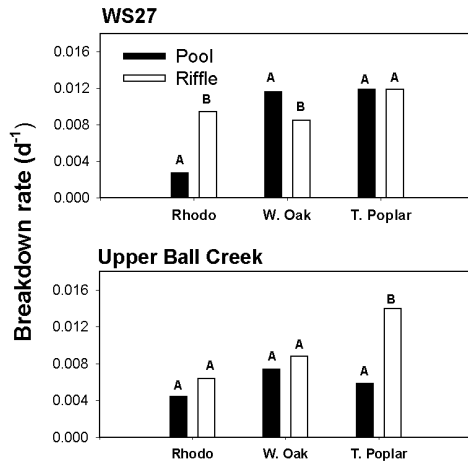 WS27
0.016
0.012
0.008
0.004
0.000
Pool
Riffle
A
B
A
B
A
A
Rhodo
W. Oak
T. Poplar
Breakdown rate (d-1)
Upper Ball Creek
0.016
0.012
0.008
0.004
0.000
A
A
A
A
A
B
Rhodo
W. Oak
T. Poplar